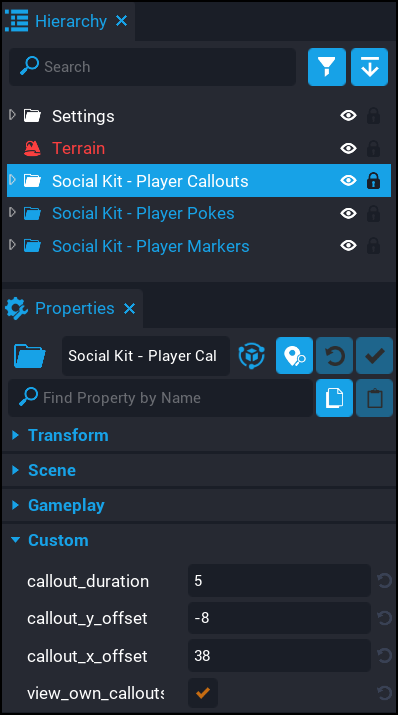 Hierarchy
Search
Settings
Terrain
Social Kit - Player Callouts
Social Kit - Player Pokes
Social Kit - Player Markers
Properties
Social Kit - Player Cal
Find Property by Name
Transform
Scene
Gameplay
Custom
callout_duration 5
callout_y_offset -8
callout_x_offset 38
view_own_callouts